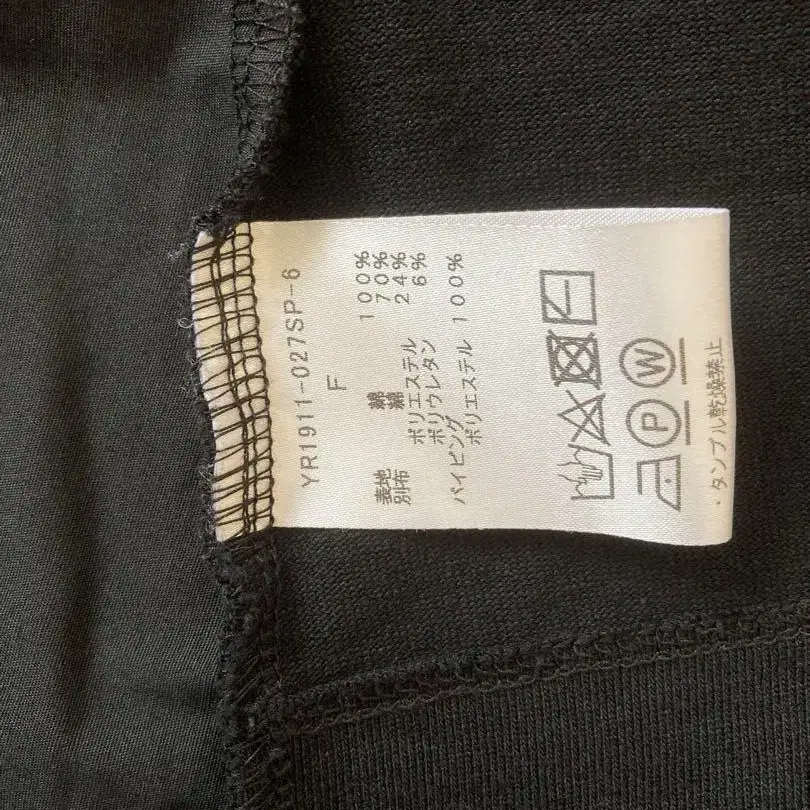 YR1911-027SP-6
F
表地 綿 100%
別布 綿 70%
ポリエステル 24%
ポリウレタン 6%
パイピング
ポリエステル 100%
P W
・タンブル乾燥禁止